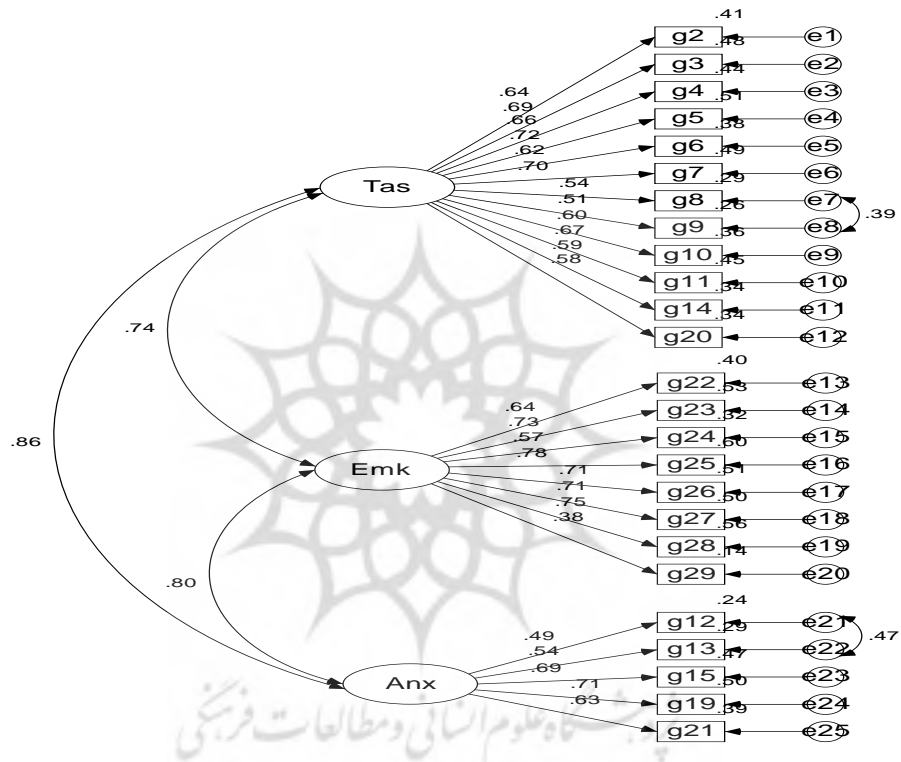 .41
g2 .48 e1
g3 .44 e2
.64 g4 .51 e3
.69
.66 g5 .38 e4
.72
.62 g6 .49 e5
.70 g7 .29 e6
Tas .54 g8 .26 e7
.51 .39
.60 g9 .36 e8
.67 g10 .45 e9
.59
.58 g11 .34 e10
g14 .34 e11
.74 g20 e12
.40
g22 .53 e13
.64 g23 .32 e14
.73
.86 .57 g24 .60 e15
.78
Emk .71 g25 .51 e16
.71 g26 .50 e17
.75
.38 g27 .56 e18
g28 .14 e19
.80 g29 e20
.24
g12 .29 e21
.49 .47
.54 g13 .47 e22
.69
Anx g15 .50 e23
.71
.63 g19 .39 e24
g21 e25
پژوهشگاه علوم انسانی و مطالعات فرهنگی